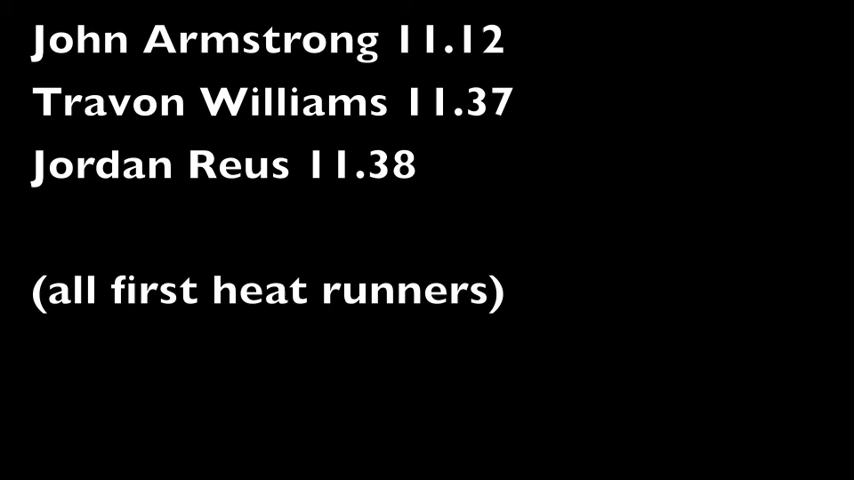 John Armstrong 11.12
Travon Williams 11.37
Jordan Reus 11.38
(all first heat runners)